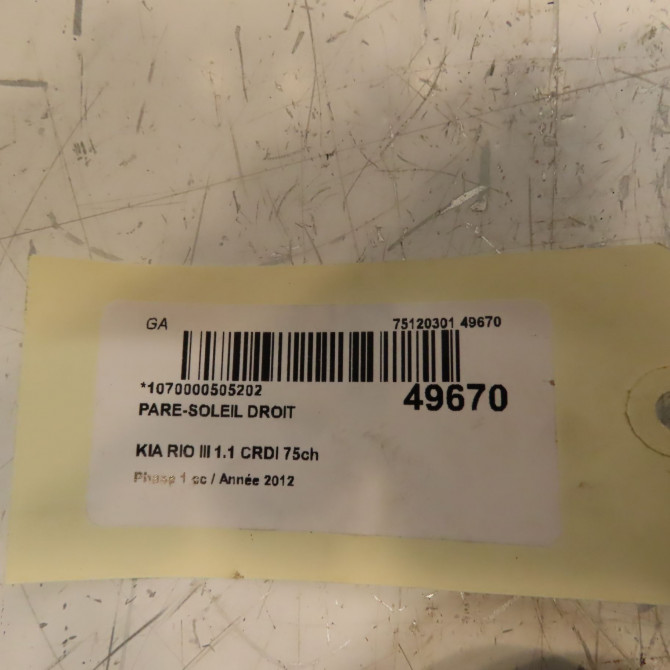 GA 75120301 49670
*1070000505202
49670
PARE-SOLEIL DROIT
KIA RIO III 1.1 CRDI 75ch
Phase 1 cc / Année 2012